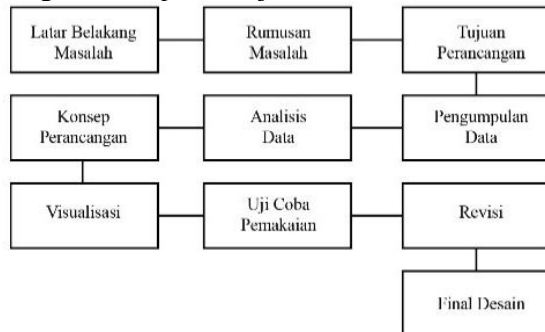 Latar Belakang
Masalah
Rumusan
Masalah
Tujuan
Perancangan
Konsep
Perancangan
Analisis
Data
Pengumpulan
Data
Visualisasi
Uji Coba
Pemakaian
Revisi
Final Desain